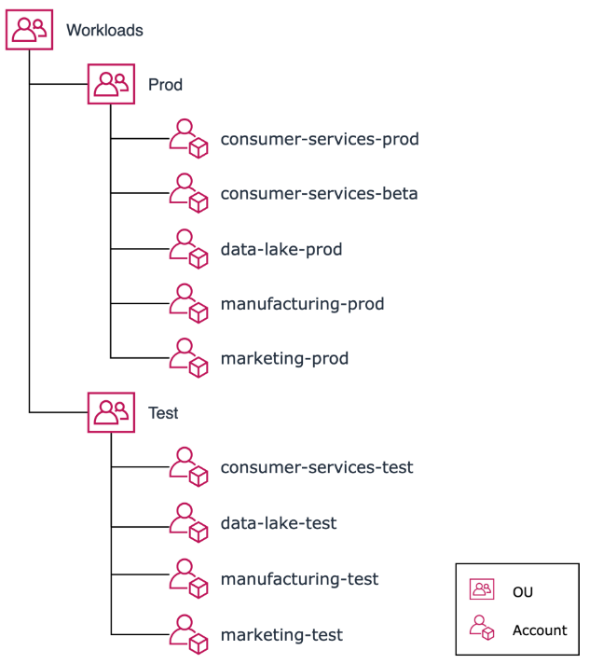 Workloads
Prod
consumer-services-prod
consumer-services-beta
data-lake-prod
manufacturing-prod
marketing-prod
Test
consumer-services-test
data-lake-test
manufacturing-test
marketing-test
OU
Account